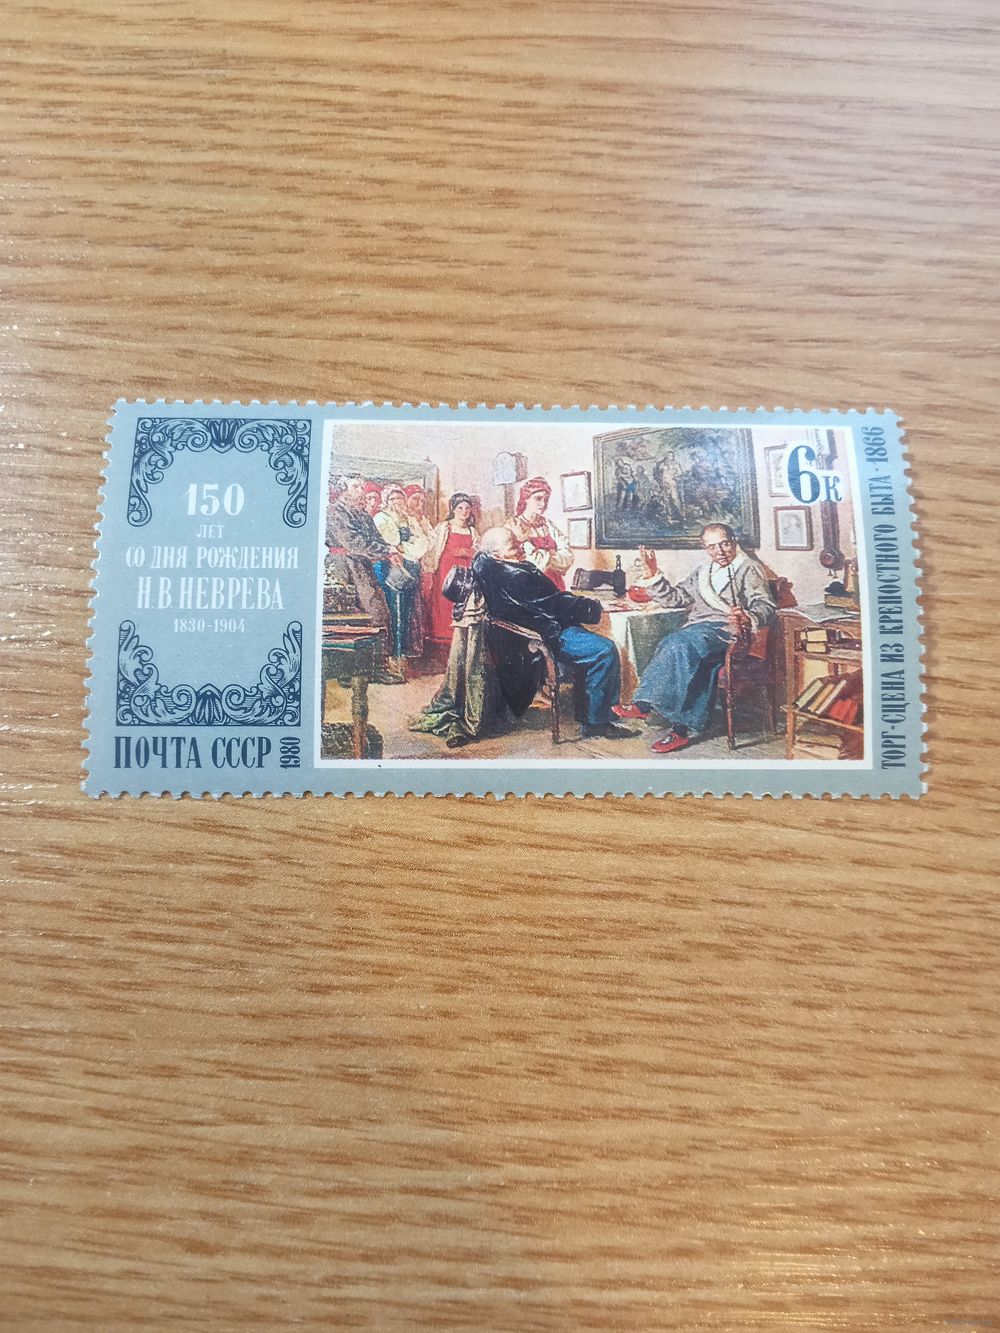 150
ЛЕТ
СО ДНЯ РОЖДЕНИЯ
Н.В.НЕВРЕВА
1830-1904
ПОЧТА СССР
1980
6к
ТОРГ-СЦЕНА ИЗ КРЕПОСТНОГО БЫТА-1866